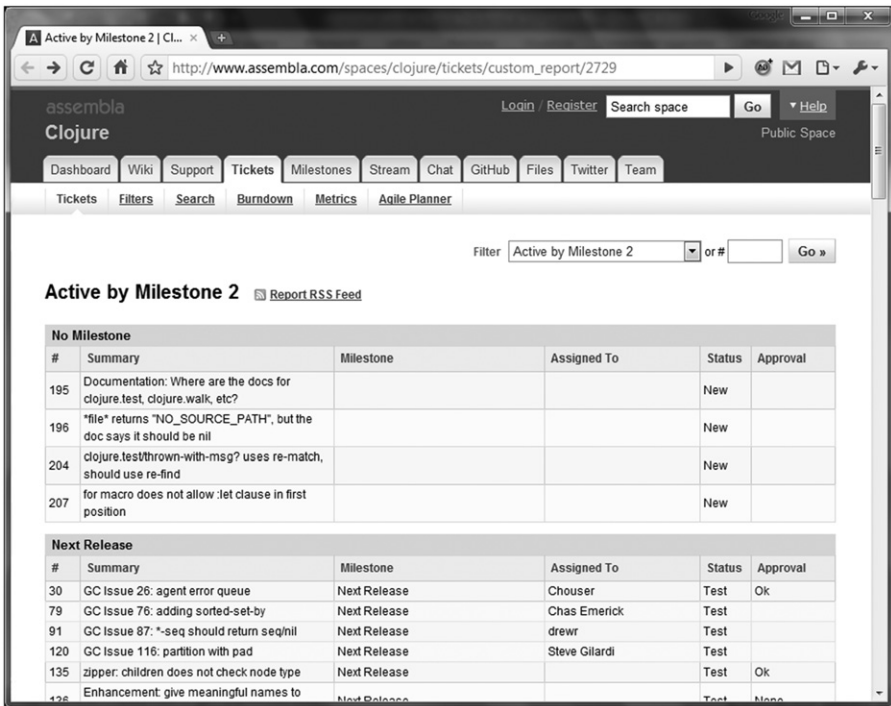 Google
Active by Milestone 2 | Cl...
http://www.assembla.com/spaces/clojure/tickets/custom_report/2729
assembla
Login / Register
Search space
Go
Help
Clojure
Public Space
Dashboard Wiki Support Tickets Milestones Stream Chat GitHub Files Twitter Team
Tickets Filters Search Burndown Metrics Agile Planner
Filter Active by Milestone 2 or # Go »
Active by Milestone 2 Report RSS Feed
No Milestone
# Summary Milestone Assigned To Status Approval
195 Documentation: Where are the docs for
clojure.test, clojure.walk, etc? New
196 *file* returns "NO_SOURCE_PATH", but the
doc says it should be nil New
204 clojure.test/thrown-with-msg? uses re-match,
should use re-find New
207 for macro does not allow :let clause in first
position New
Next Release
# Summary Milestone Assigned To Status Approval
30 GC Issue 26: agent error queue Next Release Chouser Test Ok
79 GC Issue 76: adding sorted-set-by Next Release Chas Emerick Test
91 GC Issue 87: *-seq should return seq/nil Next Release drewr Test
120 GC Issue 116: partition with pad Next Release Steve Gilardi Test
135 zipper: children does not check node type Next Release Test Ok
Enhancement: give meaningful names to
Next Release Test None